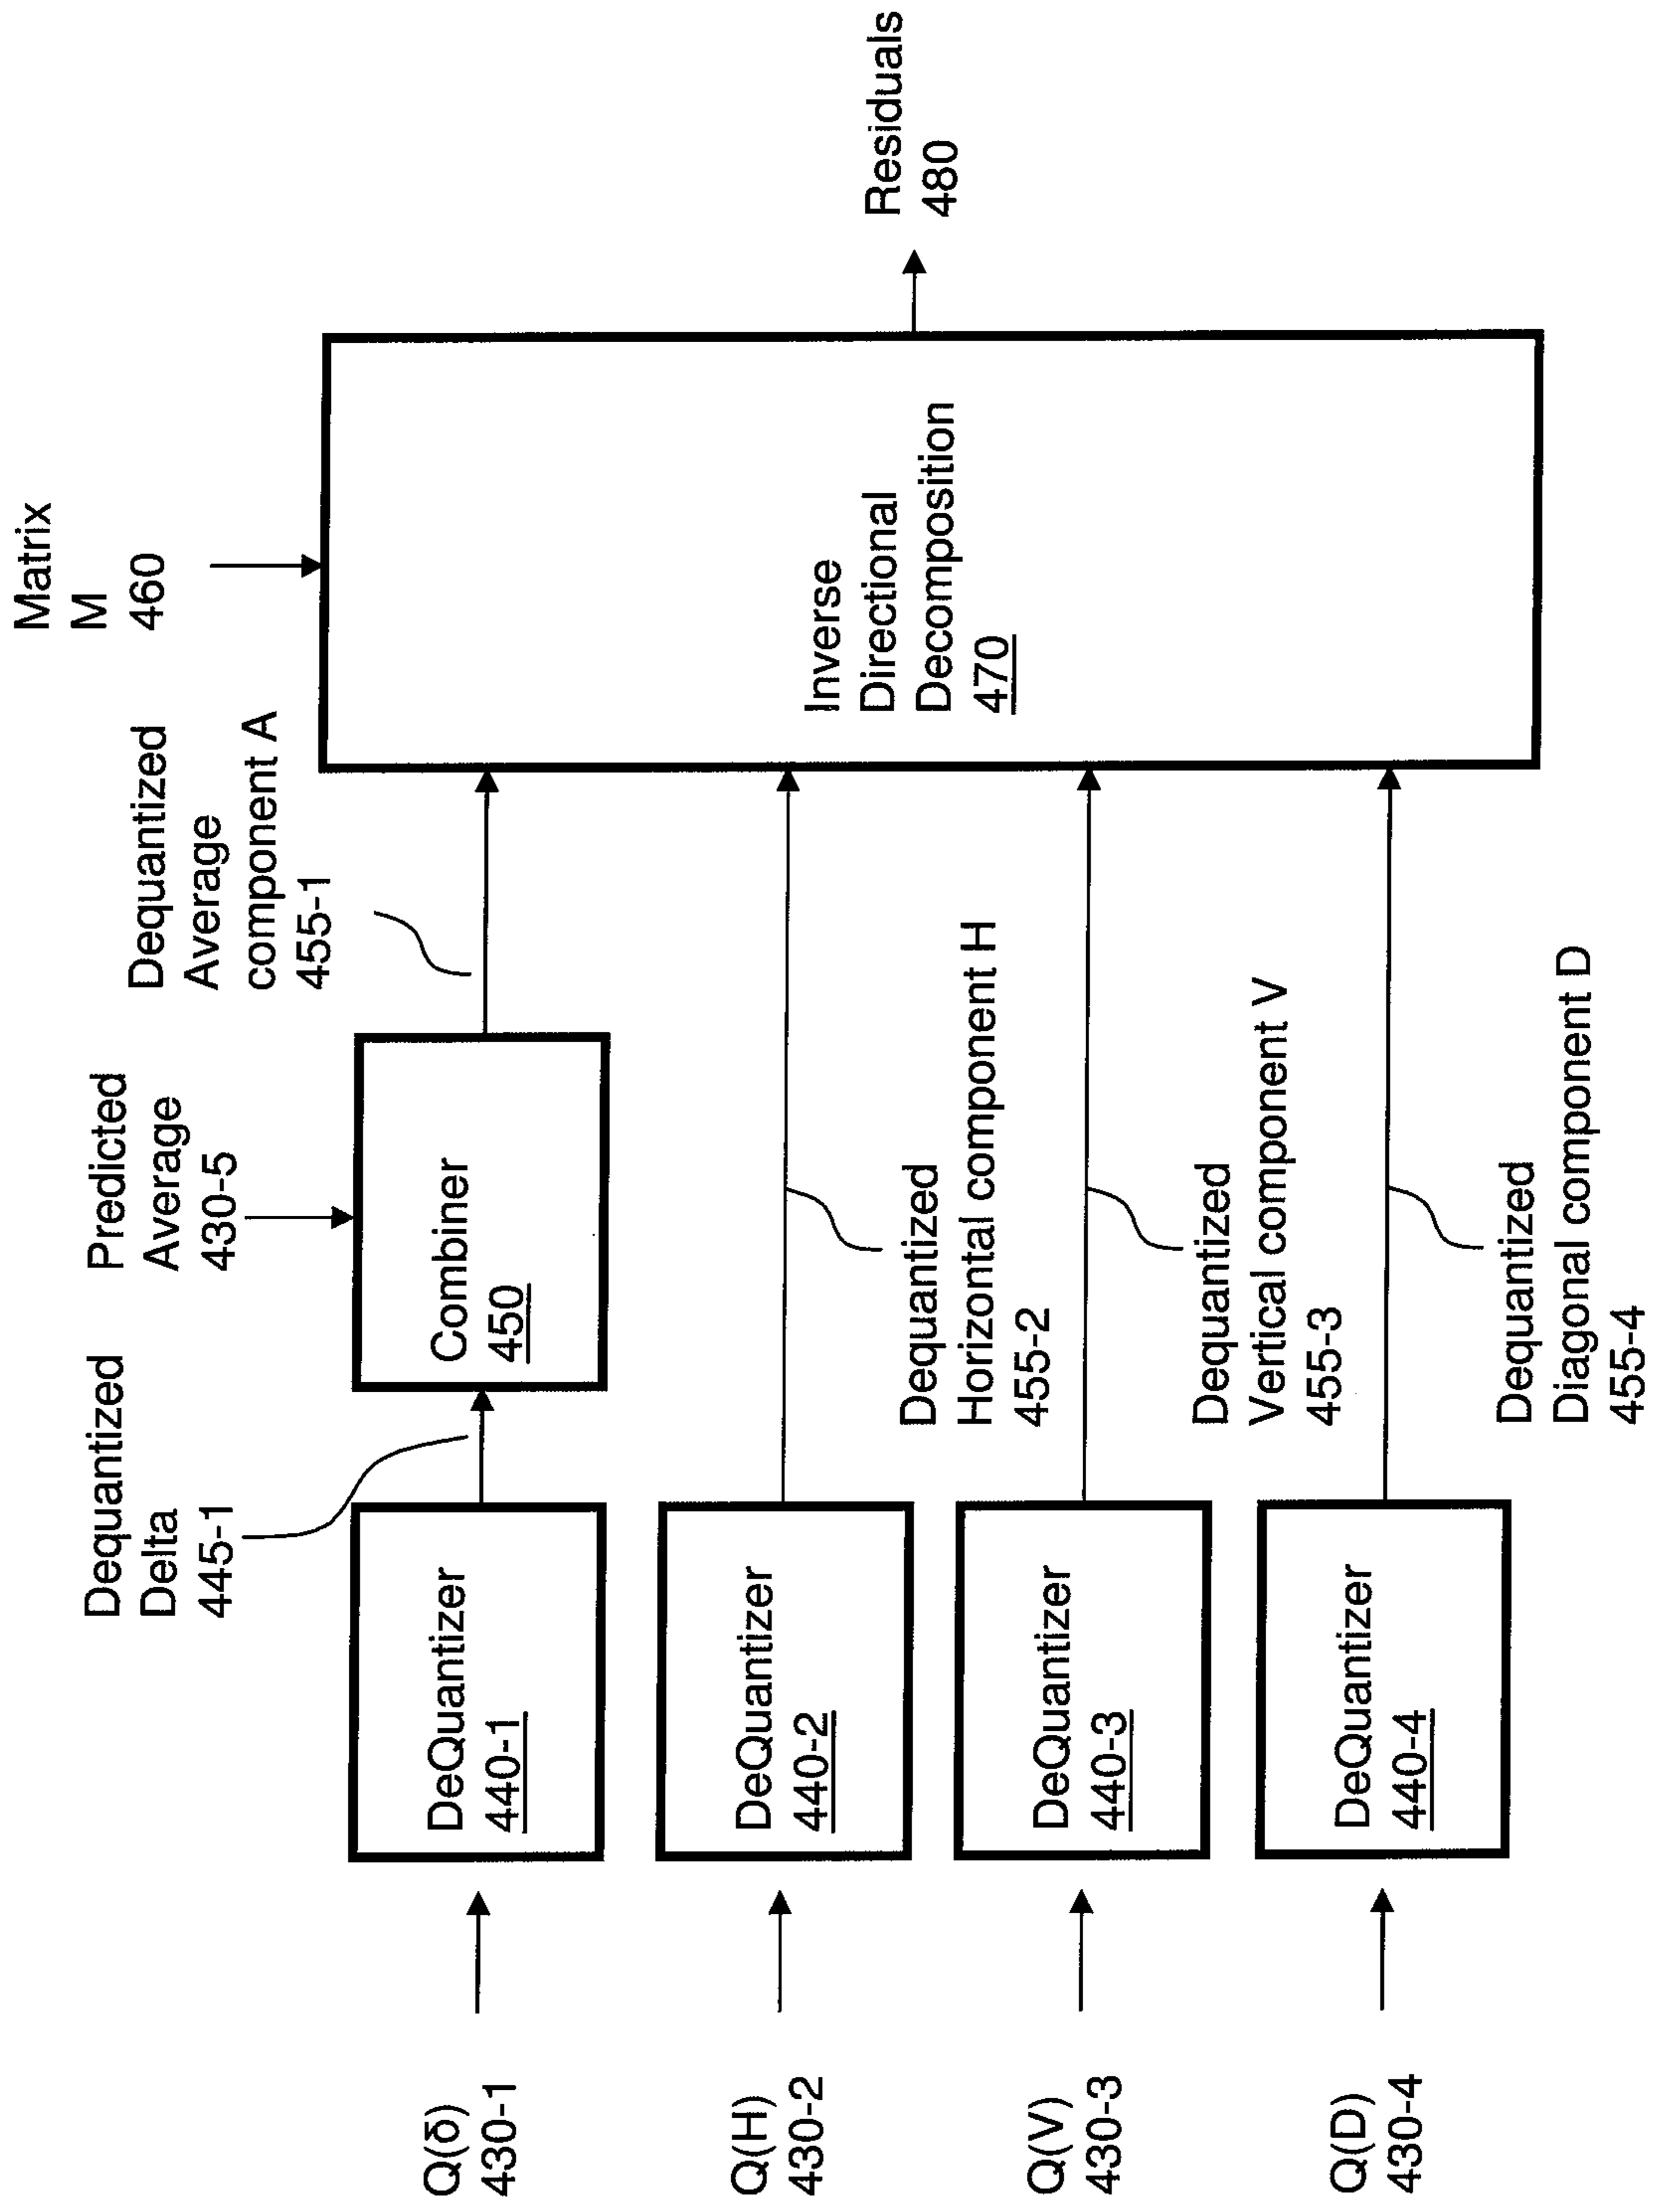 Q(δ)
430-1
Q(H)
430-2
Q(V)
430-3
Q(D)
430-4
DeQuantizer
440-1
DeQuantizer
440-2
DeQuantizer
440-3
DeQuantizer
440-4
Dequantized
Delta
445-1
Predicted
Average
430-5
Combiner
450
Dequantized
Average
component A
455-1
Dequantized
Horizontal component H
455-2
Dequantized
Vertical component V
455-3
Dequantized
Diagonal component D
455-4
Matrix
M
460
Inverse
Directional
Decomposition
470
Residuals
480